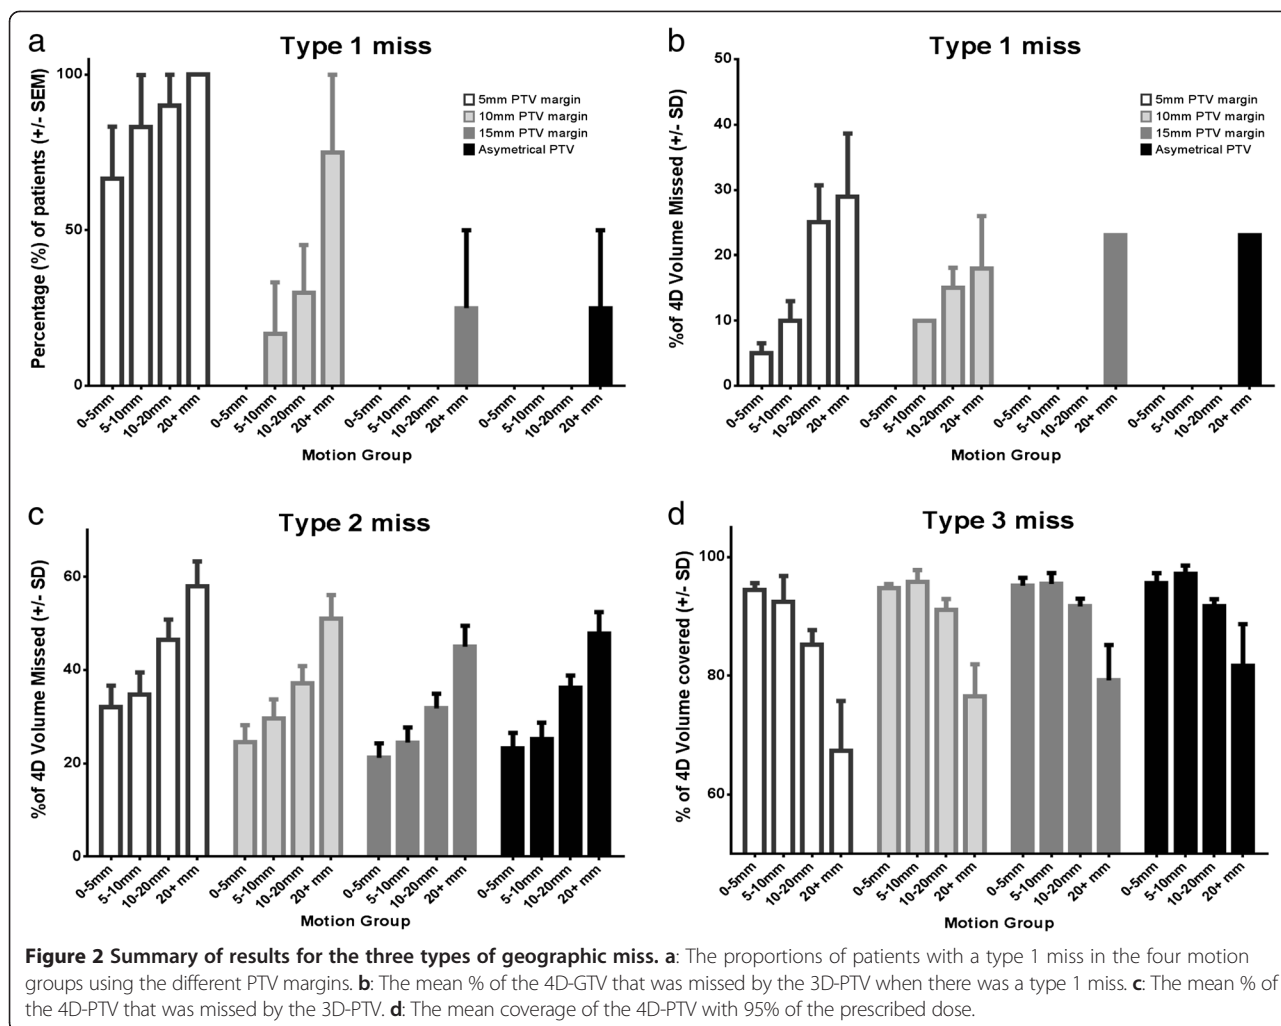 a
Type 1 miss
Percentage (%) of patients (+/- SEM)
100
50
0
5mm PTV margin
10mm PTV margin
15mm PTV margin
Asymetrical PTV
0-5mm
5-10mm
10-20mm
20+ mm
0-5mm
5-10mm
10-20mm
20+ mm
0-5mm
5-10mm
10-20mm
20+ mm
0-5mm
5-10mm
10-20mm
20+ mm
Motion Group
b
Type 1 miss
%of 4D Volume Missed (+/- SD)
50
40
30
20
10
0
5mm PTV margin
10mm PTV margin
15mm PTV margin
Asymetrical PTV
0-5mm
5-10mm
10-20mm
20+ mm
0-5mm
5-10mm
10-20mm
20+ mm
0-5mm
5-10mm
10-20mm
20+ mm
0-5mm
5-10mm
10-20mm
20+ mm
Motion Group
c
Type 2 miss
%of 4D Volume Missed (+/- SD)
60
40
20
0
0-5mm
5-10mm
10-20mm
20+ mm
0-5mm
5-10mm
10-20mm
20+ mm
0-5mm
5-10mm
10-20mm
20+ mm
0-5mm
5-10mm
10-20mm
20+ mm
Motion Group
d
Type 3 miss
% of 4D Volume covered (+/- SD)
100
80
60
0-5mm
5-10mm
10-20mm
20+ mm
0-5mm
5-10mm
10-20mm
20+ mm
0-5mm
5-10mm
10-20mm
20+ mm
0-5mm
5-10mm
10-20mm
20+ mm
Motion Group
Figure 2 Summary of results for the three types of geographic miss. a: The proportions of patients with a type 1 miss in the four motion
groups using the different PTV margins. b: The mean % of the 4D-GTV that was missed by the 3D-PTV when there was a type 1 miss. c: The mean % of
the 4D-PTV that was missed by the 3D-PTV. d: The mean coverage of the 4D-PTV with 95% of the prescribed dose.